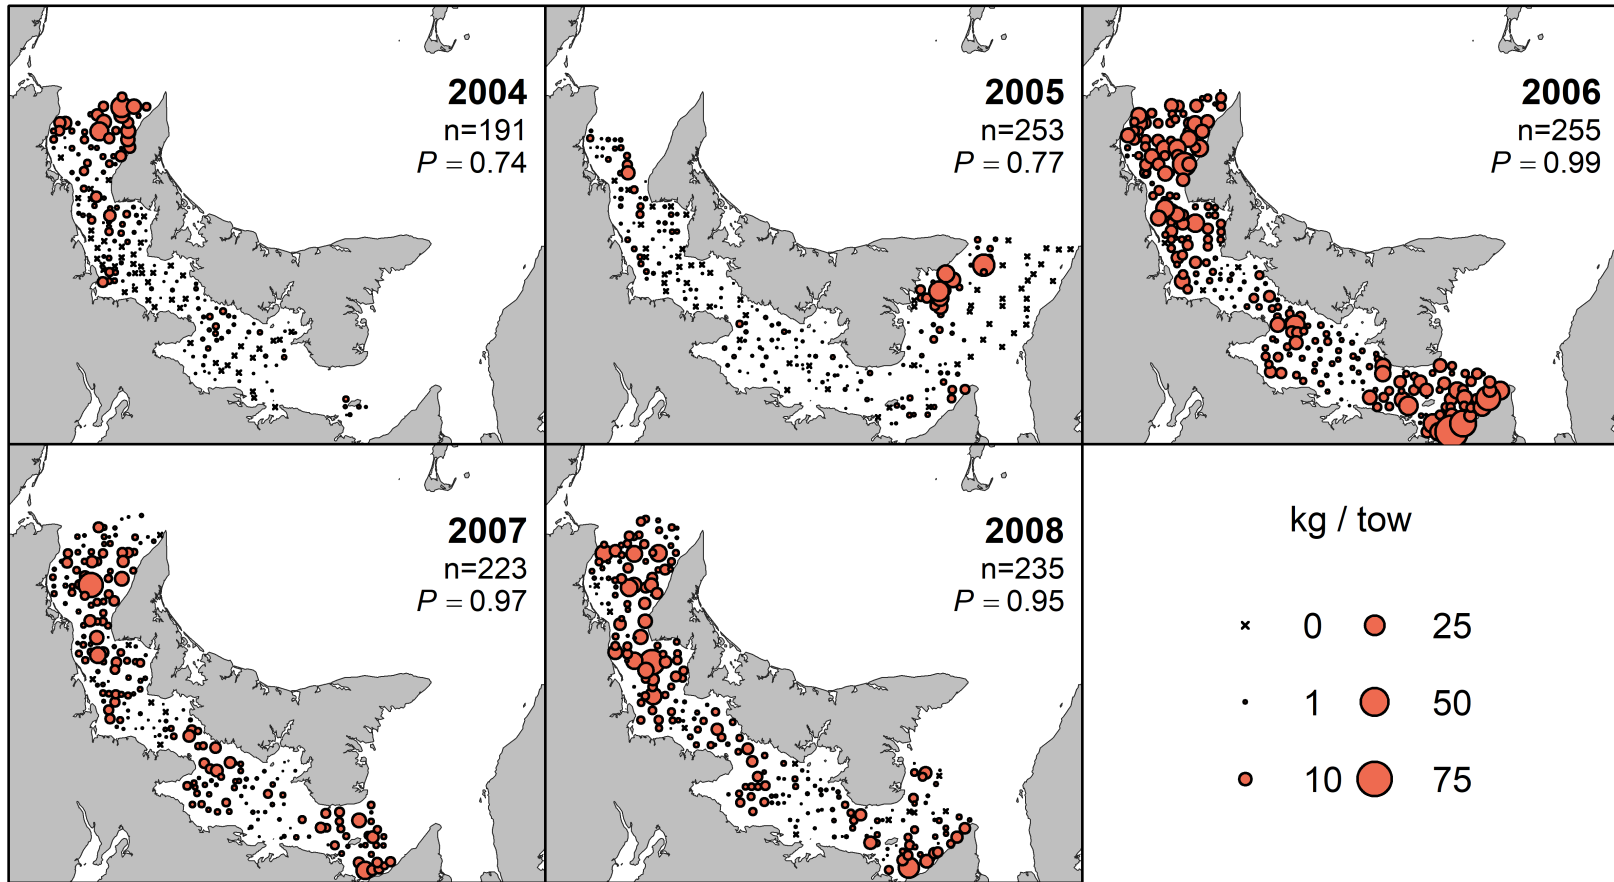 2004
n=191
P = 0.74
2005
n=253
P = 0.77
2006
n=255
P = 0.99
2007
n=223
P = 0.97
2008
n=235
P = 0.95
kg / tow
0 25
1 50
10 75